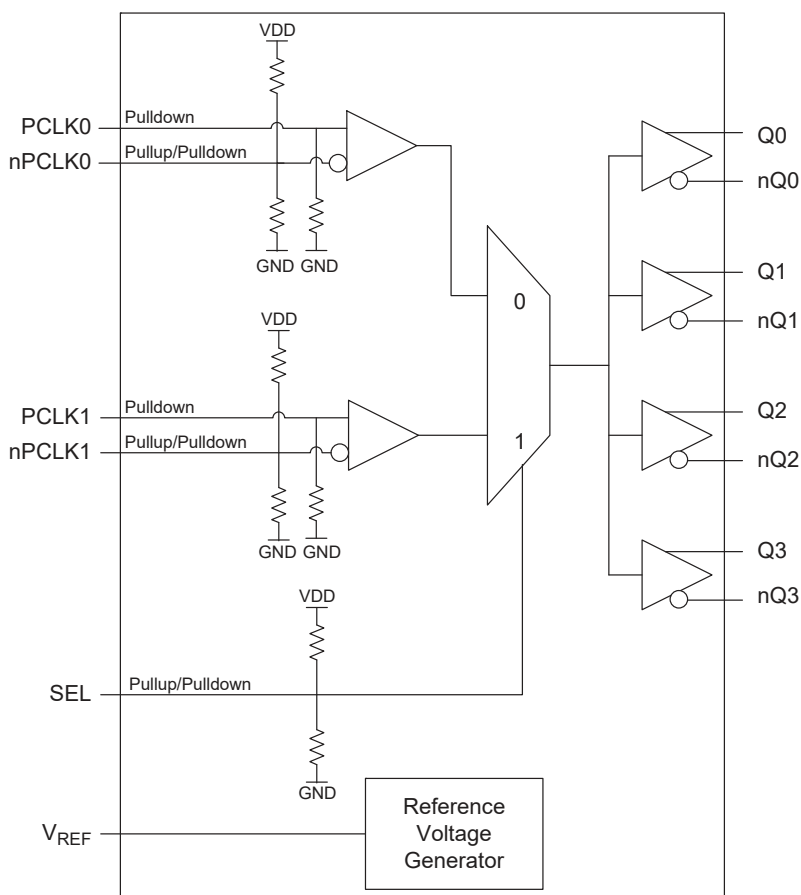 VDD
PCLK0
Pulldown
nPCLK0
Pullup/Pulldown
GND
GND
Q0
nQ0
0
Q1
nQ1
VDD
PCLK1
Pulldown
nPCLK1
Pullup/Pulldown
1
GND
GND
Q2
nQ2
Q3
nQ3
VDD
SEL
Pullup/Pulldown
GND
VREF
Reference
Voltage
Generator